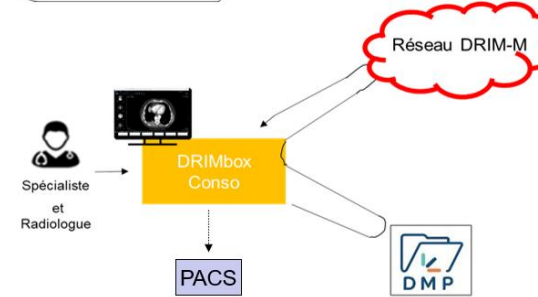 Réseau DRIM-M
DRIMbox
Conso
Spécialiste
et
Radiologue
PACS
DMP